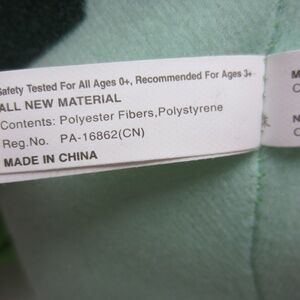 Safety Tested For All Ages 0+, Recommended For Ages 3+
ALL NEW MATERIAL
Contents: Polyester Fibers,Polystyrene
Reg.No. PA-16862(CN)
MADE IN CHINA
M
C
N
C